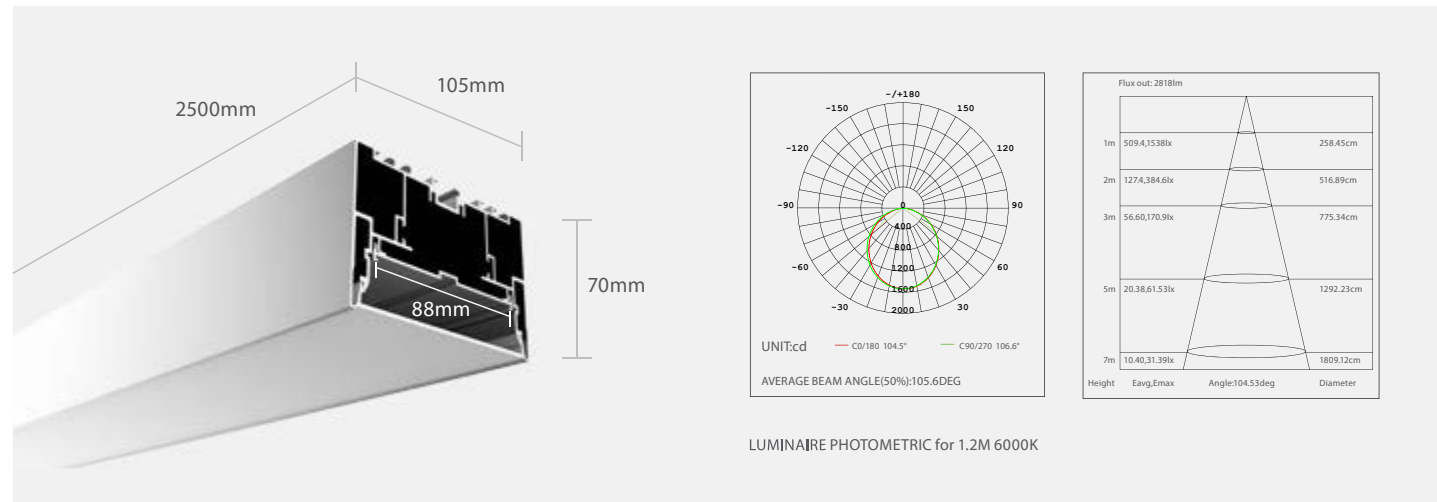 2500mm
105mm
70mm
88mm
-/+180
-150 150
-120 120
-90 0 90
400
800
-60 1200 60
1600
-30 2000 30
UNIT:cd C0/180 104.5° C90/270 106.6°
AVERAGE BEAM ANGLE(50%):105.6DEG
Flux out: 2818lm
1m 509.4,1538lx 258.45cm
2m 127.4,384.6lx 516.89cm
3m 56.60,170.9lx 775.34cm
5m 20.38,61.53lx 1292.23cm
7m 10.40,31.39lx 1809.12cm
Height Eavg,Emax Angle:104.53deg Diameter
LUMINAIRE PHOTOMETRIC for 1.2M 6000K